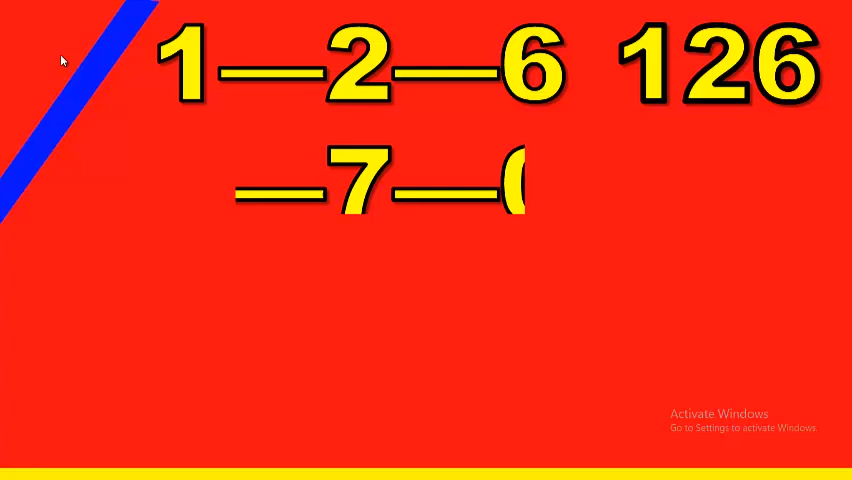 1—2—6 126
—7—
Activate Windows
Go to Settings to activate Windows.